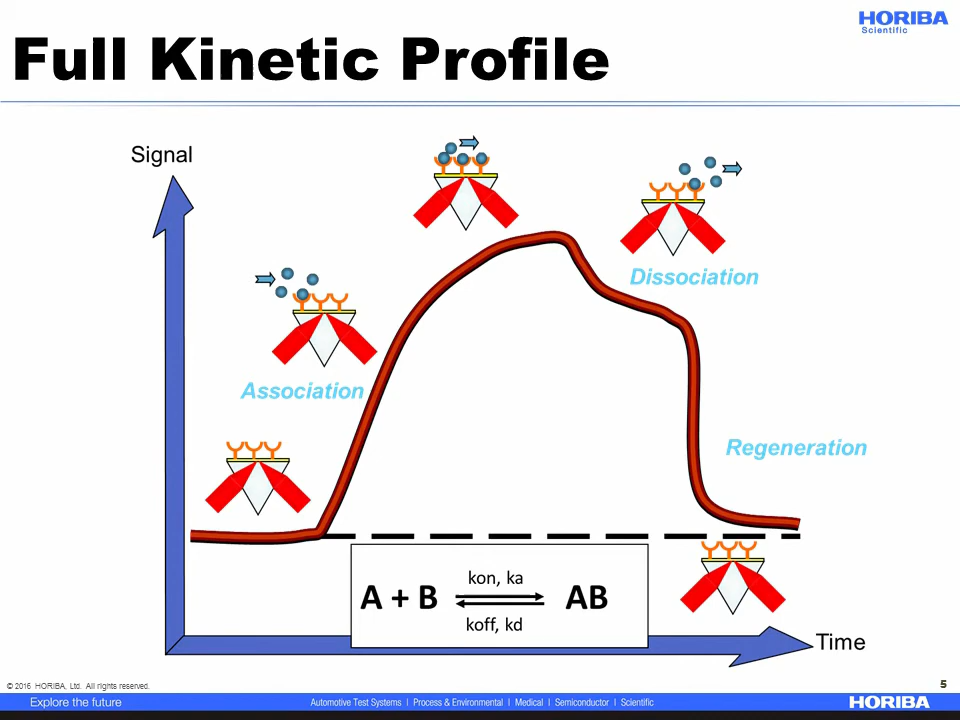 HORIBA
Scientific
Full Kinetic Profile
Signal
Dissociation
Association
Regeneration
kon, ka
A + B AB
koff, kd
Time
© 2016 HORIBA, Ltd. All rights reserved.
5
Explore the future
Automotive Test Systems | Process & Environmental | Medical | Semiconductor | Scientific
HORIBA